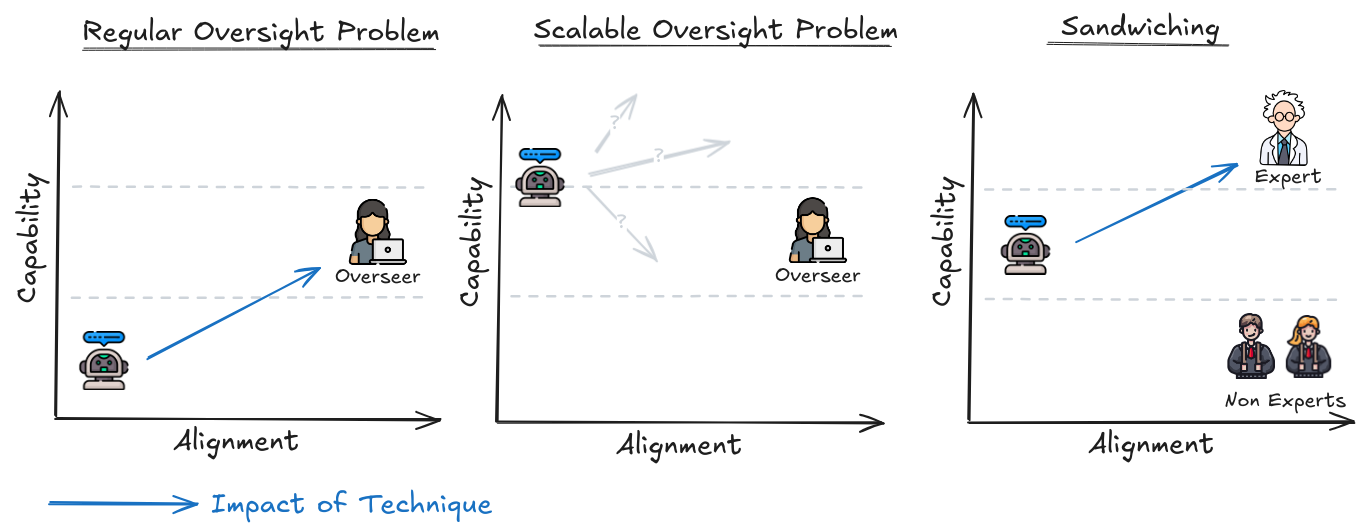 Regular Oversight Problem
Scalable Oversight Problem
Sandwiching
Capability
Overseer
Alignment
Capability
?
?
?
Overseer
Alignment
Capability
Expert
Non Experts
Alignment
Impact of Technique